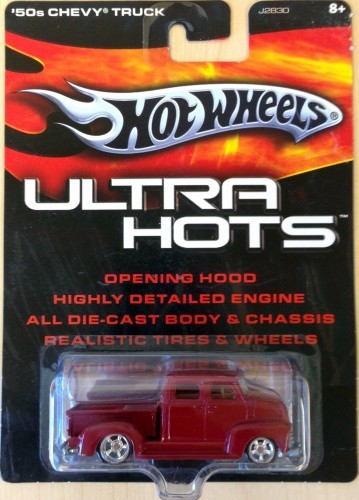 '50s CHEVY® TRUCK
J2830
8+
HOT WHEELS®
ULTRA
HOTS™
OPENING HOOD
HIGHLY DETAILED ENGINE
ALL DIE-CAST BODY & CHASSIS
REALISTIC TIRES & WHEELS